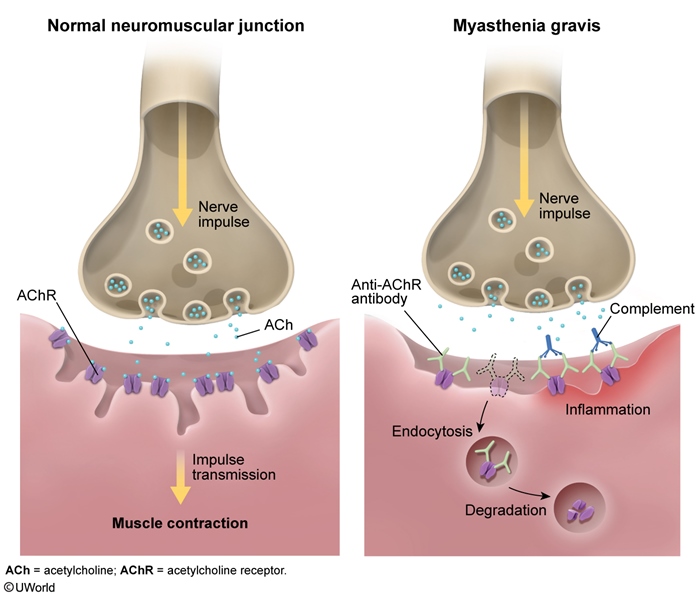 Normal neuromuscular junction
Myasthenia gravis
Nerve
impulse
AChR
ACh
Impulse
transmission
Muscle contraction
Nerve
impulse
Anti-AChR
antibody
Complement
Inflammation
Endocytosis
Degradation
ACh = acetylcholine; AChR = acetylcholine receptor.
©UWorld